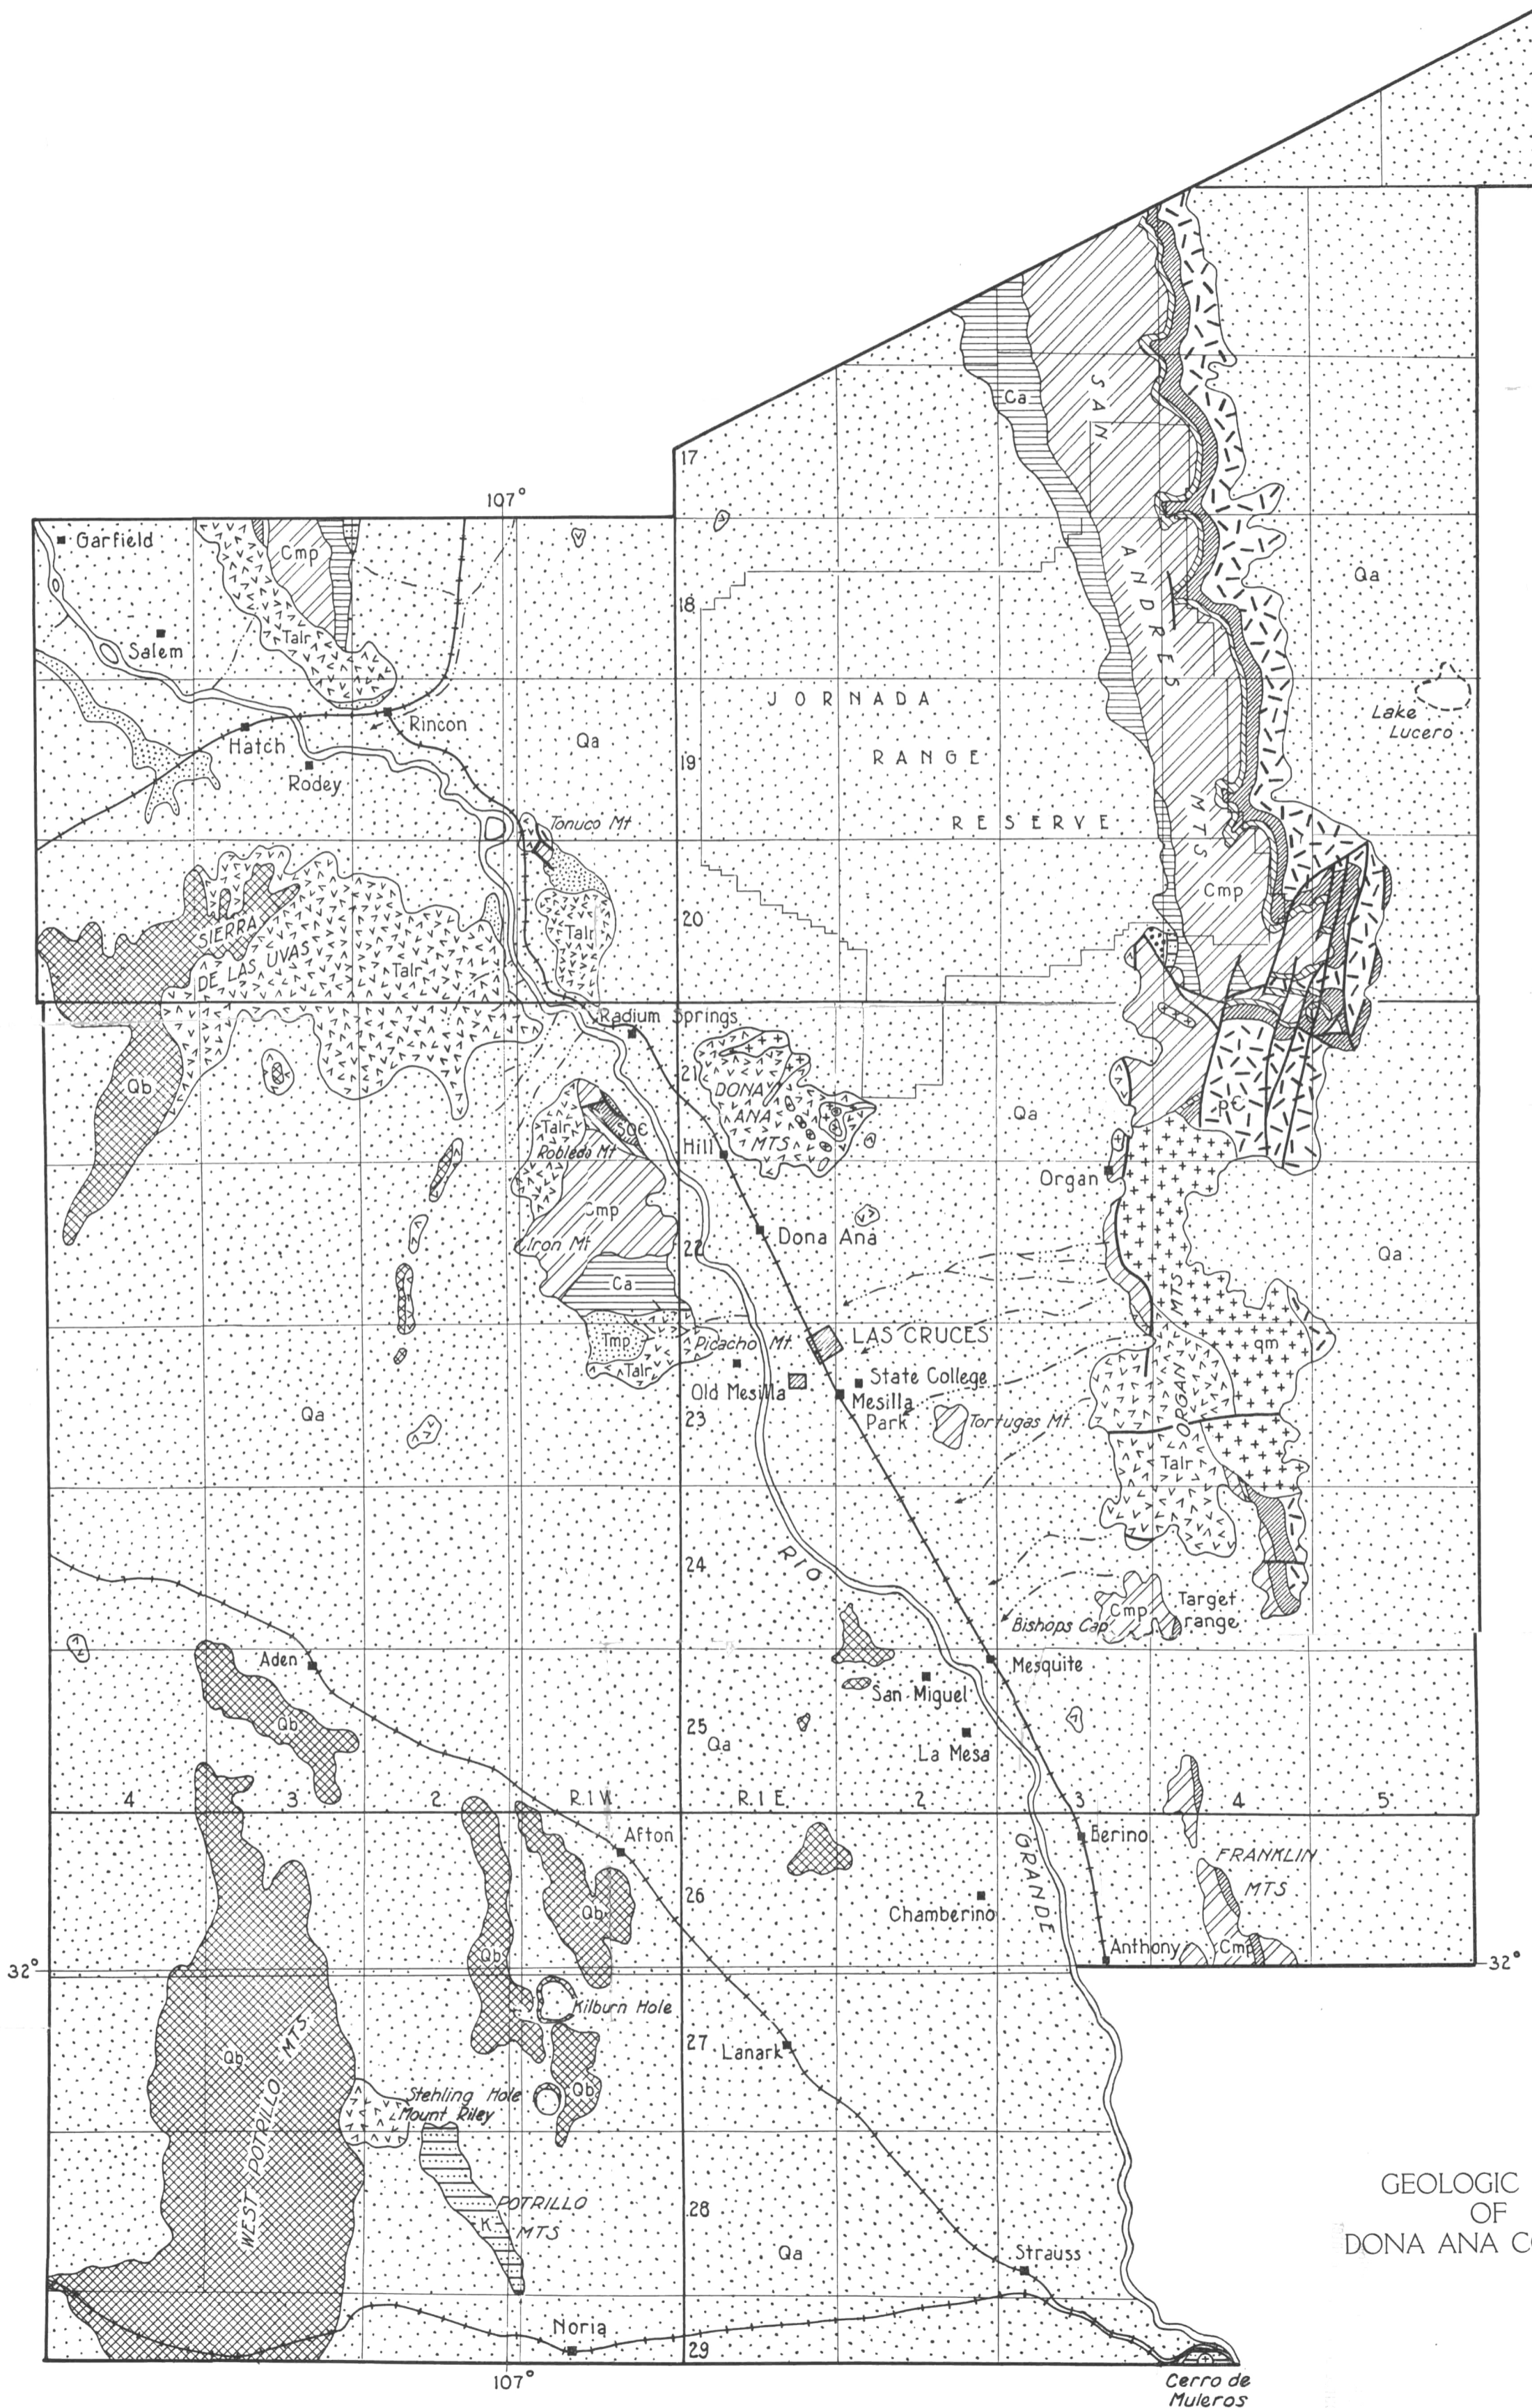 17
107°
Garfield
Cmp
Talr
Salem
18
Rincon
Hatch
Rodey
Qa
19
Tonuco Mt
SIERRA
DE LAS UVAS
Talr
Talr
20
Ca
SAN
ANDRES
MTS
Qa
JORNADA
RANGE
RESERVE
Lake
Lucero
Cmp
Radium Springs
Qb
21
DONA
ANA
MTS
Qa
pЄ
Talr
SOЄ
Robledo Mt
Hill
Organ
Cmp
Iron Mt
22
Dona Ana
Qa
Ca
Tmp
Talr
Picacho Mt.
LAS CRUCES
Old Mesilla
State College
Mesilla
Park
Tortugas Mt.
ORGAN MTS
qm
Talr
Qa
23
24
RIO
Bishops Cap
Cmp
Target
range
Aden
Mesquite
San Miguel
Qb
25
Qa
La Mesa
4
3
2
R.1 W.
R.1 E.
2
3
4
5
Afton
Berino
FRANKLIN
MTS
Qb
26
Chamberino
GRANDE
Anthony
Cmp
32°
32°
Qb
Kilburn Hole
27
Lanark
Qb
WEST POTRILLO MTS.
Stehling Hole
Mount Riley
Qb
POTRILLO
MTS
K
28
Qa
Strauss
Noria
29
107°
Cerro de
Muleros
GEOLOGIC
OF
DONA ANA CO